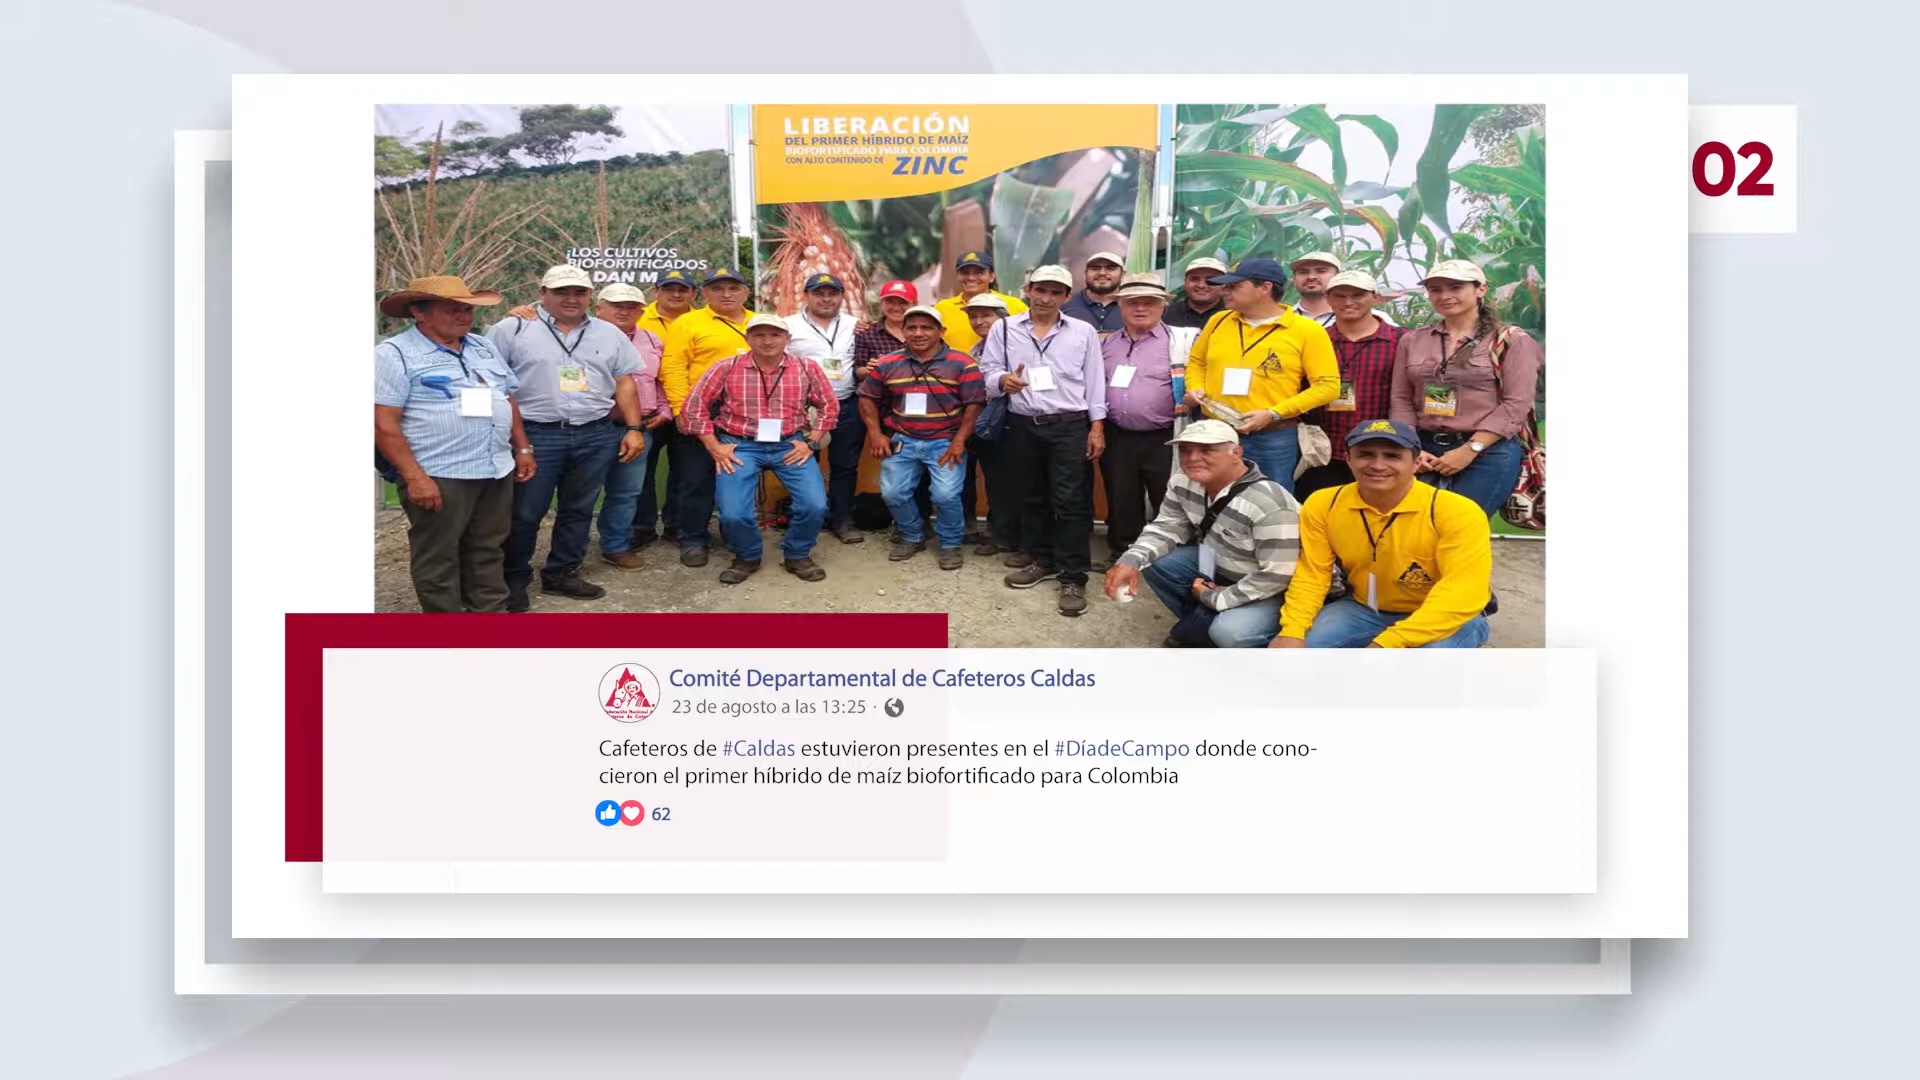 LIBERACIÓN
DEL PRIMER HÍBRIDO DE MAÍZ
BIOFORTIFICADO PARA COLOMBIA
CON ALTO CONTENIDO DE ZINC
02
¡LOS CULTIVOS
BIOFORTIFICADOS
DAN M
Comité Departamental de Cafeteros Caldas
23 de agosto a las 13:25 ·
Cafeteros de #Caldas estuvieron presentes en el #DíadeCampo donde cono-
cieron el primer híbrido de maíz biofortificado para Colombia
62